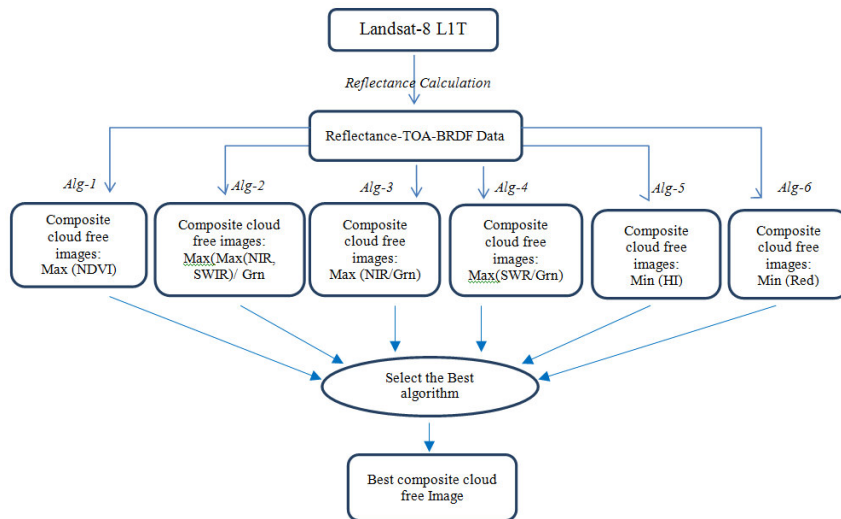 Landsat-8 L1T
Reflectance Calculation
Reflectance-TOA-BRDF Data
Alg-1
Alg-2
Alg-3
Alg-4
Alg-5
Alg-6
Composite
cloud free
images:
Max (NDVI)
Composite cloud
free images:
Max(Max(NIR,
SWIR)/ Grn
Composite
cloud free
images:
Max (NIR/Grn)
Composite
cloud free
images:
Max(SWR/Grn)
Composite
cloud free
images:
Min (HI)
Composite
cloud free
images:
Min (Red)
Select the Best
algorithm
Best composite cloud
free Image